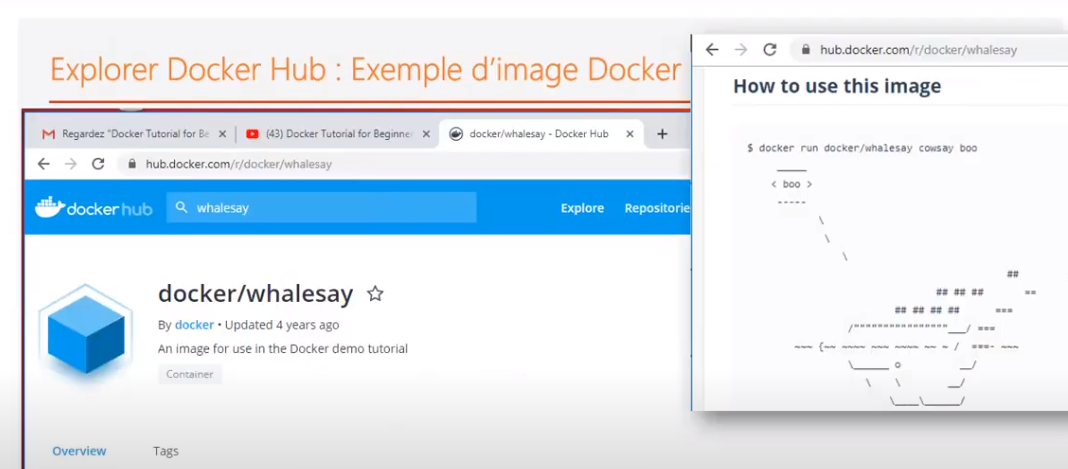 Explorer Docker Hub : Exemple d’image Docker
Regardez "Docker Tutorial for Be
(43) Docker Tutorial for Beginner
docker/whalesay - Docker Hub
hub.docker.com/r/docker/whalesay
docker hub
whalesay
Explore
Repositorie
docker/whalesay
By docker • Updated 4 years ago
An image for use in the Docker demo tutorial
Container
Overview
Tags
hub.docker.com/r/docker/whalesay
How to use this image
$ docker run docker/whalesay cowsay boo
_____
< boo >
-----
\
\
\
##
## ## ## ==
## ## ## ## ===
/""""""""""""""""___/ ===
~~~ {~~ ~~~~ ~~~ ~~~~ ~~ ~ / ===- ~~~
\______ o __/
\ \ __/
\____\______/